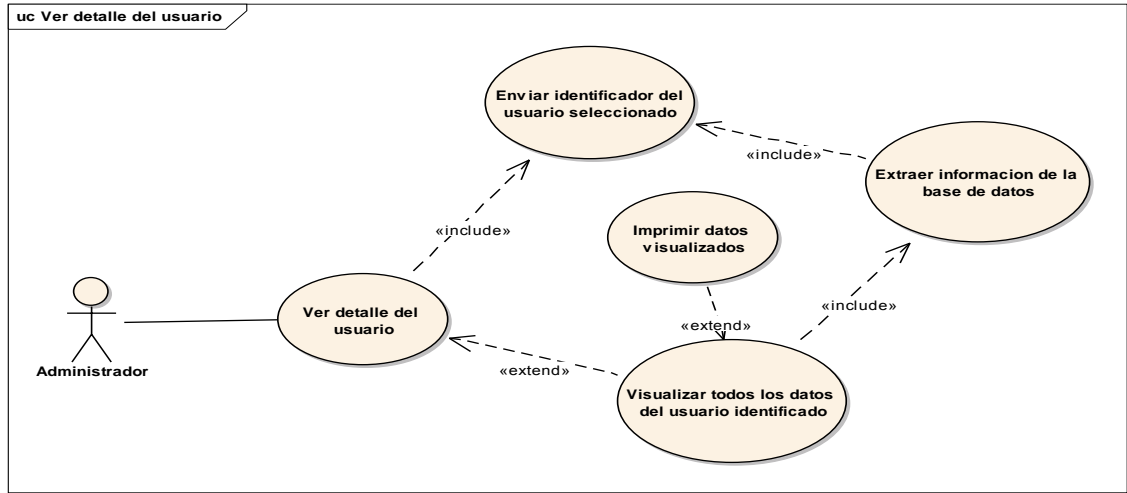 uc Ver detalle del usuario
Enviar identificador del
usuario seleccionado
«include»
Extraer informacion de la
base de datos
Imprimir datos
visualizados
«include»
«include»
Ver detalle del
usuario
«extend»
Administrador
«extend»
Visualizar todos los datos
del usuario identificado